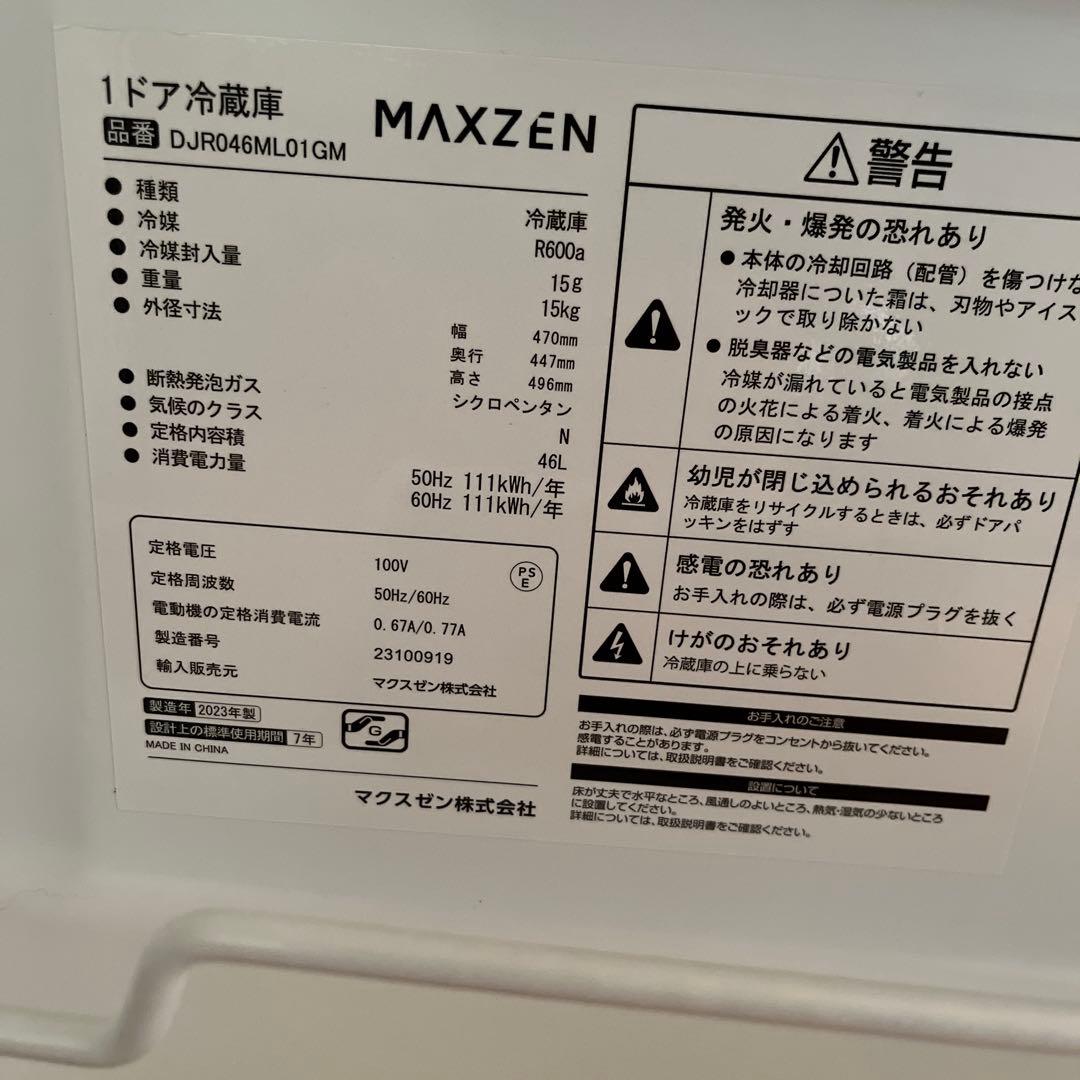 1ドア冷蔵庫
品番 DJR046ML01GM
MAXZEN
● 種類 冷蔵庫
● 冷媒 R600a
● 冷媒封入量 15g
● 重量 15kg
● 外径寸法
幅 470mm
奥行 447mm
高さ 496mm
● 断熱発泡ガス シクロペンタン
● 気候のクラス N
● 定格内容積 46L
● 消費電力量 50Hz 111kWh/年
60Hz 111kWh/年
定格電圧 100V
定格周波数 50Hz/60Hz
電動機の定格消費電流 0.67A/0.77A
製造番号 23100919
輸入販売元 マクスゼン株式会社
PS
E
製造年 2023年製
設計上の標準使用期間 7年
MADE IN CHINA
G
マクスゼン株式会社
警告
発火・爆発の恐れあり
● 本体の冷却回路（配管）を傷つけな
冷却器についた霜は、刃物やアイス
ックで取り除かない
● 脱臭器などの電気製品を入れない
冷媒が漏れていると電気製品の接点
の火花による着火、着火による爆発
の原因になります
幼児が閉じ込められるおそれあり
冷蔵庫をリサイクルするときは、必ずドアパ
ッキンをはずす
感電の恐れあり
お手入れの際は、必ず電源プラグを抜く
けがのおそれあり
冷蔵庫の上に乗らない
お手入れのご注意
お手入れの際は、必ず電源プラグをコンセントから抜いてください。
感電することがあります。
詳細については、取扱説明書をご確認ください。
設置について
床が丈夫で水平なところ、風通しのよいところ、熱気・湿気の少ないところ
に設置してください。
詳細については、取扱説明書をご確認ください。